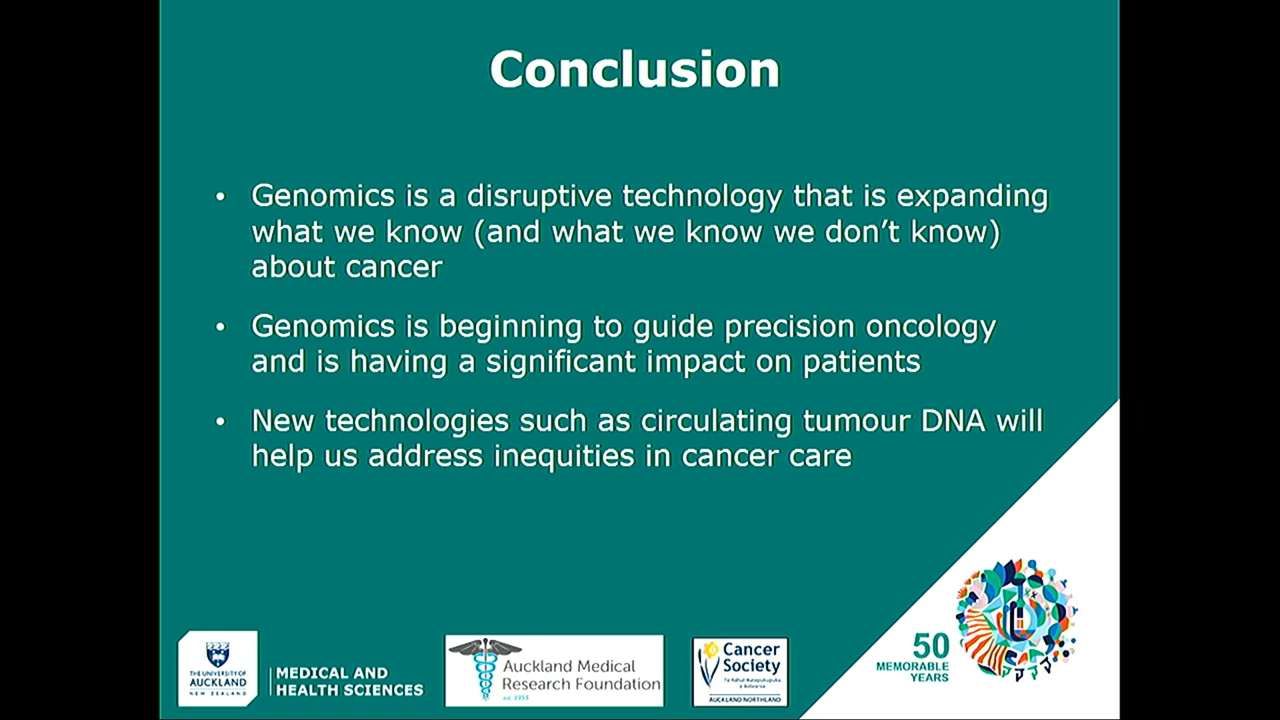 Conclusion
• Genomics is a disruptive technology that is expanding
what we know (and what we know we don’t know)
about cancer
• Genomics is beginning to guide precision oncology
and is having a significant impact on patients
• New technologies such as circulating tumour DNA will
help us address inequities in cancer care
THE UNIVERSITY OF
AUCKLAND
NEW ZEALAND
MEDICAL AND
HEALTH SCIENCES
Auckland Medical
Research Foundation
est. 1955
Cancer
Society
AUCKLAND NORTHLAND
50
MEMORABLE
YEARS